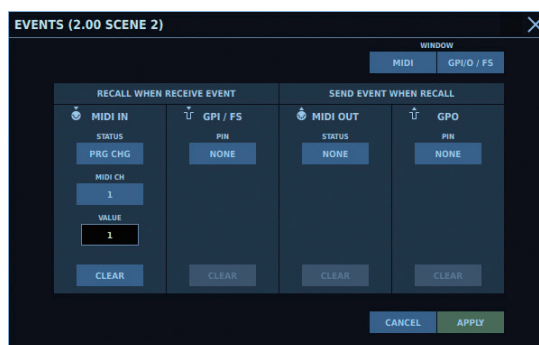 EVENTS (2.00 SCENE 2)
WINDOW
MIDI GPI/O / FS
RECALL WHEN RECEIVE EVENT SEND EVENT WHEN RECALL
MIDI IN GPI / FS MIDI OUT GPO
STATUS PIN STATUS PIN
PRG CHG NONE NONE NONE
MIDI CH
1
VALUE
1
CLEAR CLEAR CLEAR CLEAR
CANCEL APPLY